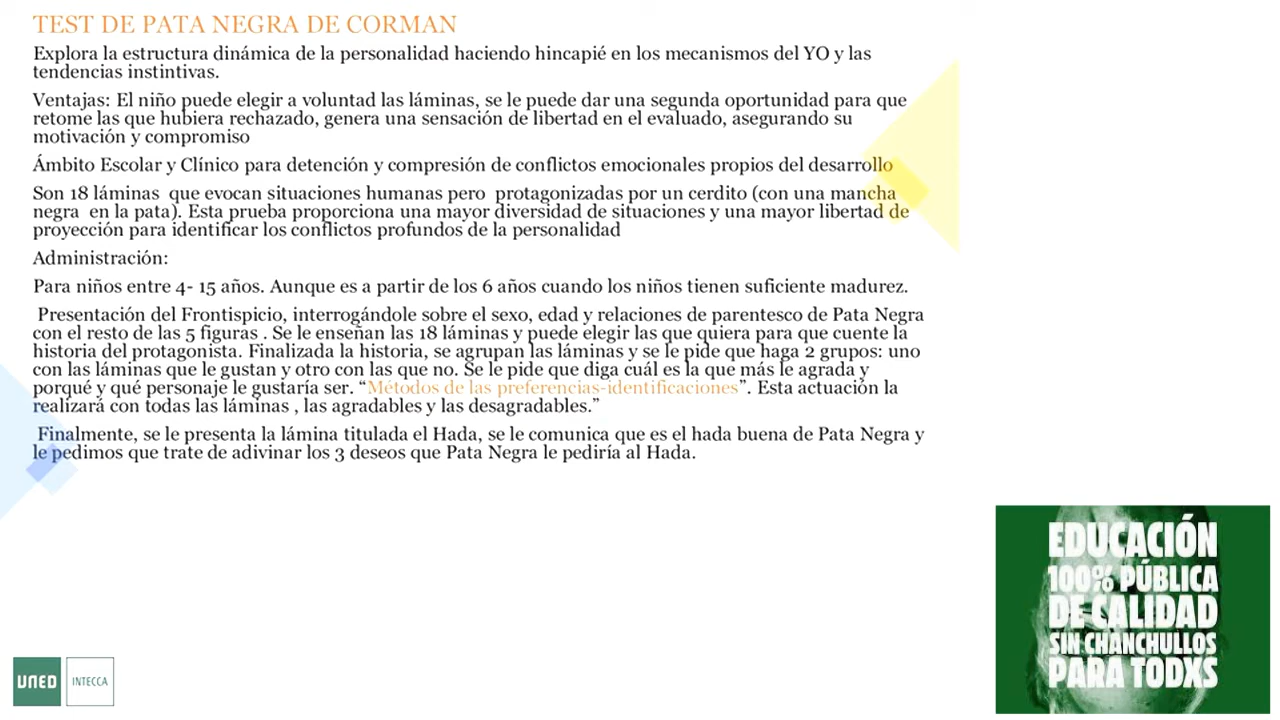 TEST DE PATA NEGRA DE CORMAN
Explora la estructura dinámica de la personalidad haciendo hincapié en los mecanismos del YO y las
tendencias instintivas.
Ventajas: El niño puede elegir a voluntad las láminas, se le puede dar una segunda oportunidad para que
retome las que hubiera rechazado, genera una sensación de libertad en el evaluado, asegurando su
motivación y compromiso
Ámbito Escolar y Clínico para detención y compresión de conflictos emocionales propios del desarrollo
Son 18 láminas que evocan situaciones humanas pero protagonizadas por un cerdito (con una mancha
negra en la pata). Esta prueba proporciona una mayor diversidad de situaciones y una mayor libertad de
proyección para identificar los conflictos profundos de la personalidad
Administración:
Para niños entre 4- 15 años. Aunque es a partir de los 6 años cuando los niños tienen suficiente madurez.
Presentación del Frontispicio, interrogándole sobre el sexo, edad y relaciones de parentesco de Pata Negra
con el resto de las 5 figuras . Se le enseñan las 18 láminas y puede elegir las que quiera para que cuente la
historia del protagonista. Finalizada la historia, se agrupan las láminas y se le pide que haga 2 grupos: uno
con las láminas que le gustan y otro con las que no. Se le pide que diga cuál es la que más le agrada y
porqué y qué personaje le gustaría ser. “Métodos de las preferencias-identificaciones”. Esta actuación la
realizará con todas las láminas , las agradables y las desagradables.”
Finalmente, se le presenta la lámina titulada el Hada, se le comunica que es el hada buena de Pata Negra y
le pedimos que trate de adivinar los 3 deseos que Pata Negra le pediría al Hada.
EDUCACIÓN
100% PÚBLICA
DE CALIDAD
SIN CHANCHULLOS
PARA TODXS
UNED
INTECCA